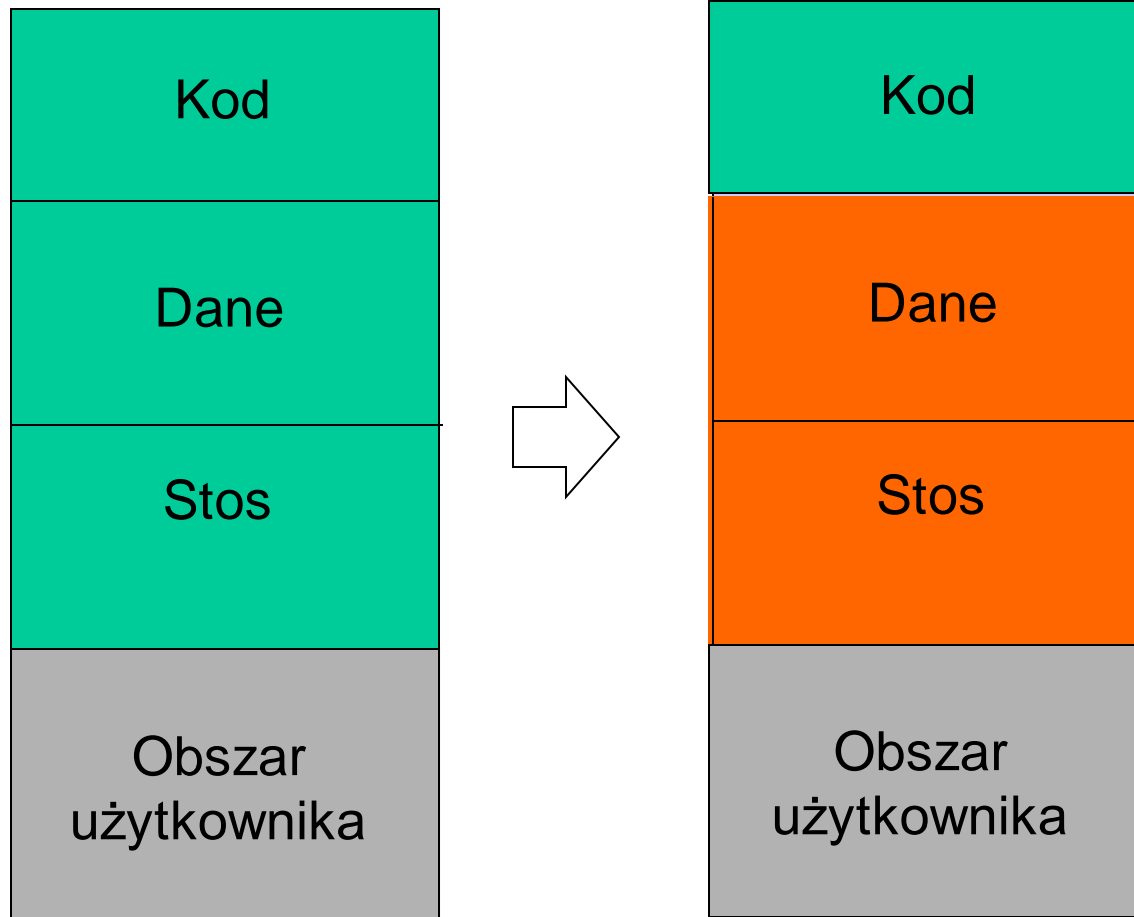 Kod
Dane
Stos
Obszar
użytkownika
Kod
Dane
Stos
Obszar
użytkownika